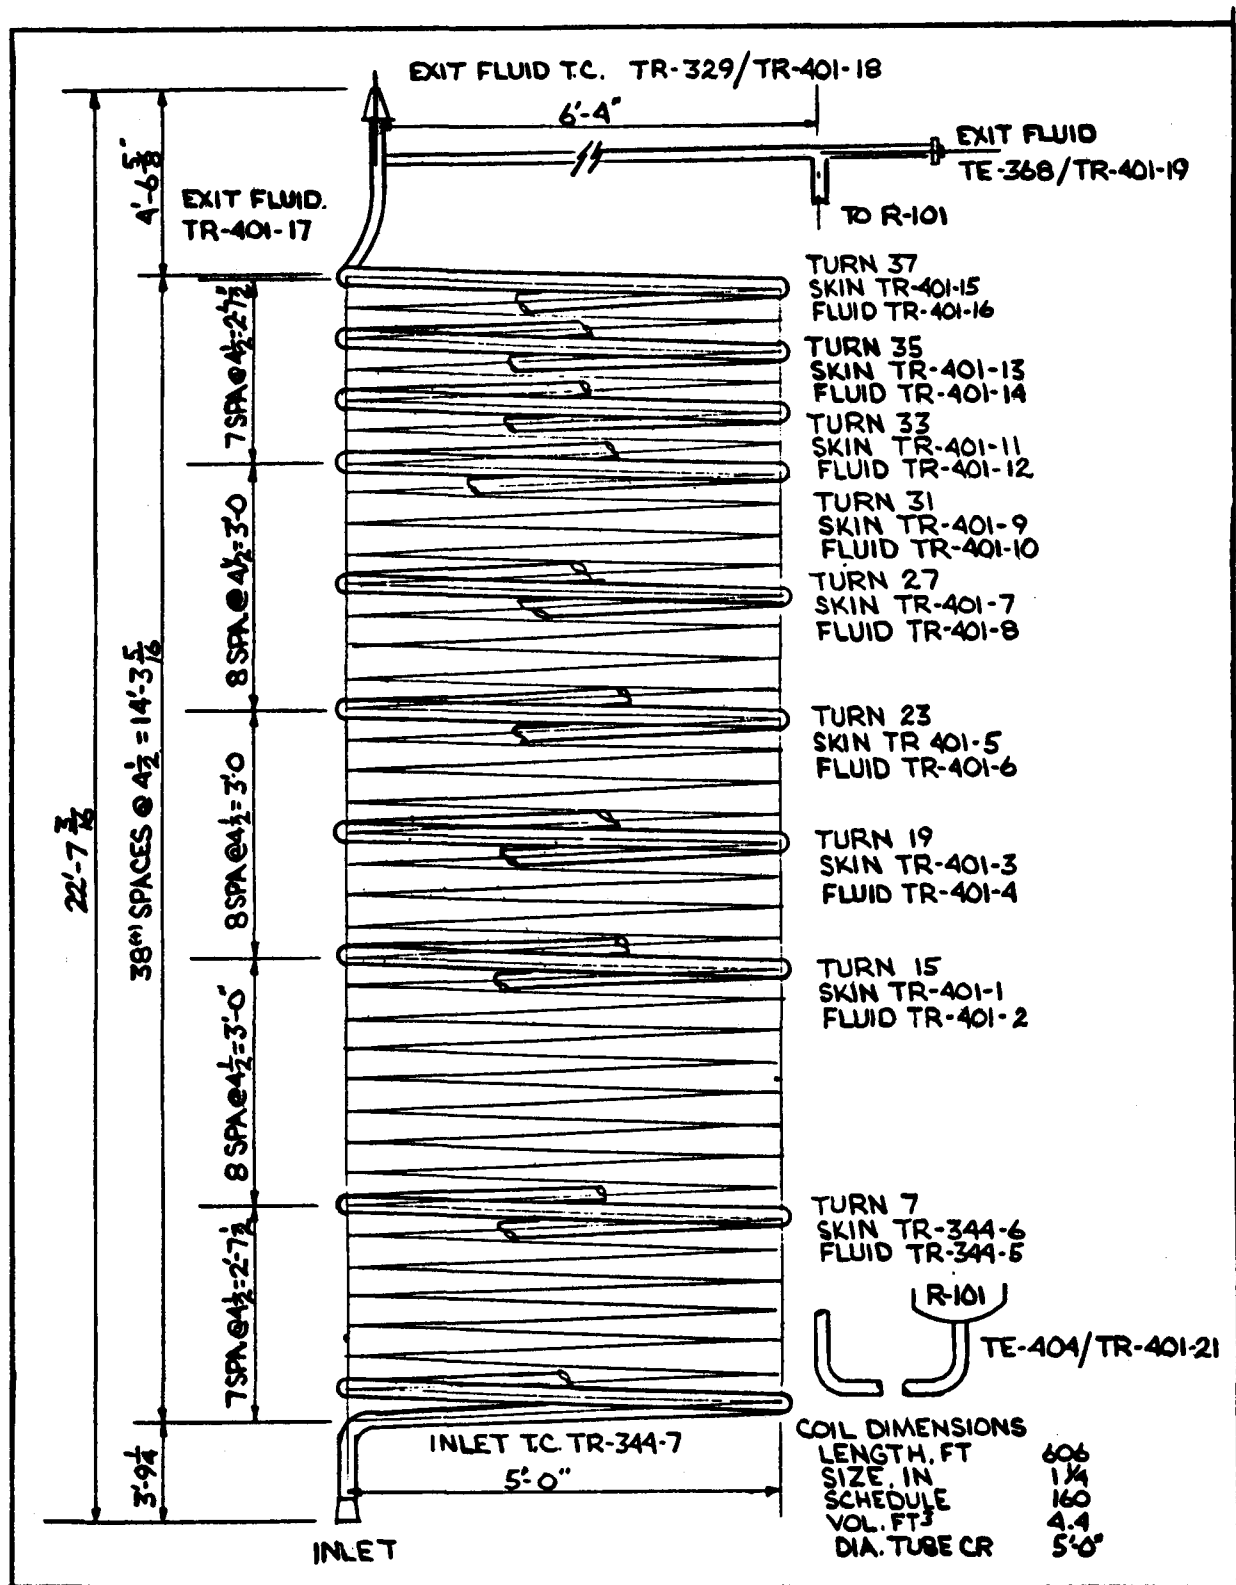 EXIT FLUID T.C. TR-329/TR-401-18
6'-4"
EXIT FLUID
TE-368/TR-401-19
TO R-101
EXIT FLUID.
TR-401-17
4'-6 5/8"
22'-7 3/16
38(+) SPACES @ 4 1/2 = 14'-3 5/16
3'-9 1/4
7 SPA @ 4 1/2 = 2'-7 1/2"
8 SPA @ 4 1/2 = 3'-0
8 SPA @ 4 1/2 = 3'-0
8 SPA @ 4 1/2 = 3'-0"
7 SPA @ 4 1/2 = 2'-7 1/2
TURN 37
SKIN TR-401-15
FLUID TR-401-16
TURN 35
SKIN TR-401-13
FLUID TR-401-14
TURN 33
SKIN TR-401-11
FLUID TR-401-12
TURN 31
SKIN TR-401-9
FLUID TR-401-10
TURN 27
SKIN TR-401-7
FLUID TR-401-8
TURN 23
SKIN TR 401-5
FLUID TR-401-6
TURN 19
SKIN TR-401-3
FLUID TR-401-4
TURN 15
SKIN TR-401-1
FLUID TR-401-2
TURN 7
SKIN TR-344-6
FLUID TR-344-5
R-101
TE-404/TR-401-21
INLET T.C. TR-344-7
5'-0"
INLET
COIL DIMENSIONS
LENGTH, FT 606
SIZE, IN 1 1/4
SCHEDULE 160
VOL. FT³ 4.4
DIA. TUBE CR 5'-0"